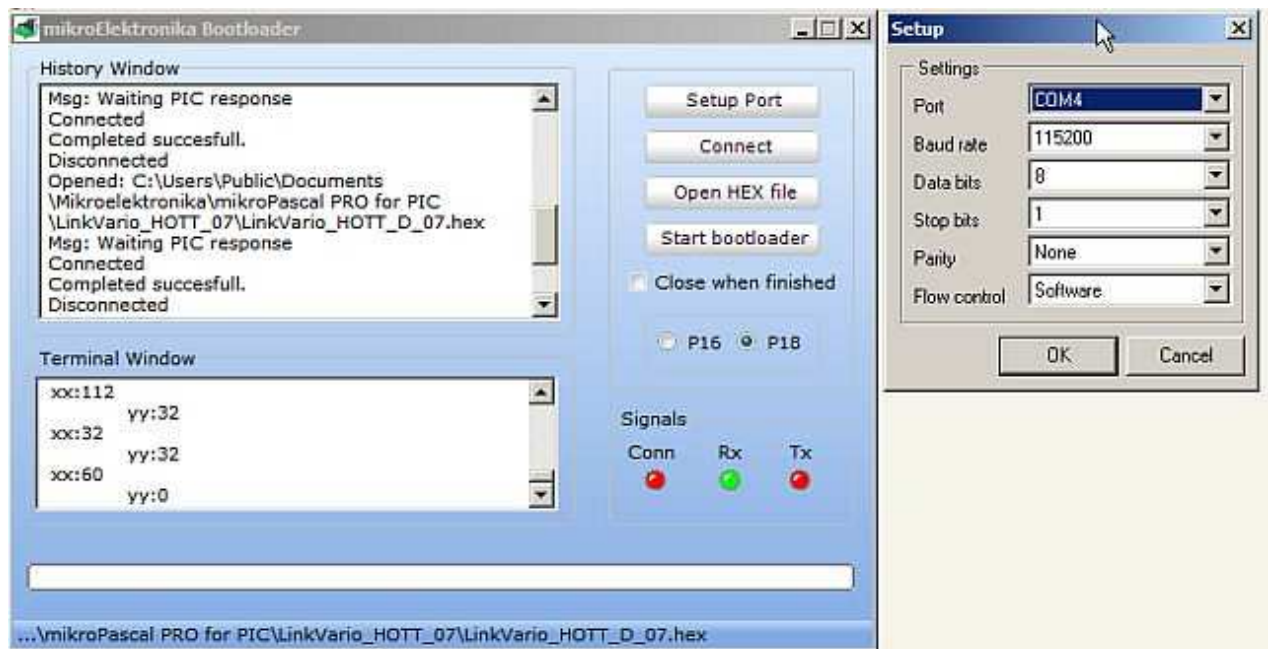 mikroElektronika Bootloader
History Window
Msg: Waiting PIC response
Connected
Completed succesfull.
Disconnected
Opened: C:\Users\Public\Documents
\Mikroelektronika\mikroPascal PRO for PIC
\LinkVario_HOTT_07\LinkVario_HOTT_D_07.hex
Msg: Waiting PIC response
Connected
Completed succesfull.
Disconnected
Terminal Window
xx:112
yy:32
xx:32
yy:32
xx:60
yy:0
Setup Port
Connect
Open HEX file
Start bootloader
Close when finished
P16 P18
Signals
Conn Rx Tx
...\mikroPascal PRO for PIC\LinkVario_HOTT_07\LinkVario_HOTT_D_07.hex
Setup
Settings
Port COM4
Baud rate 115200
Data bits 8
Stop bits 1
Parity None
Flow control Software
OK Cancel